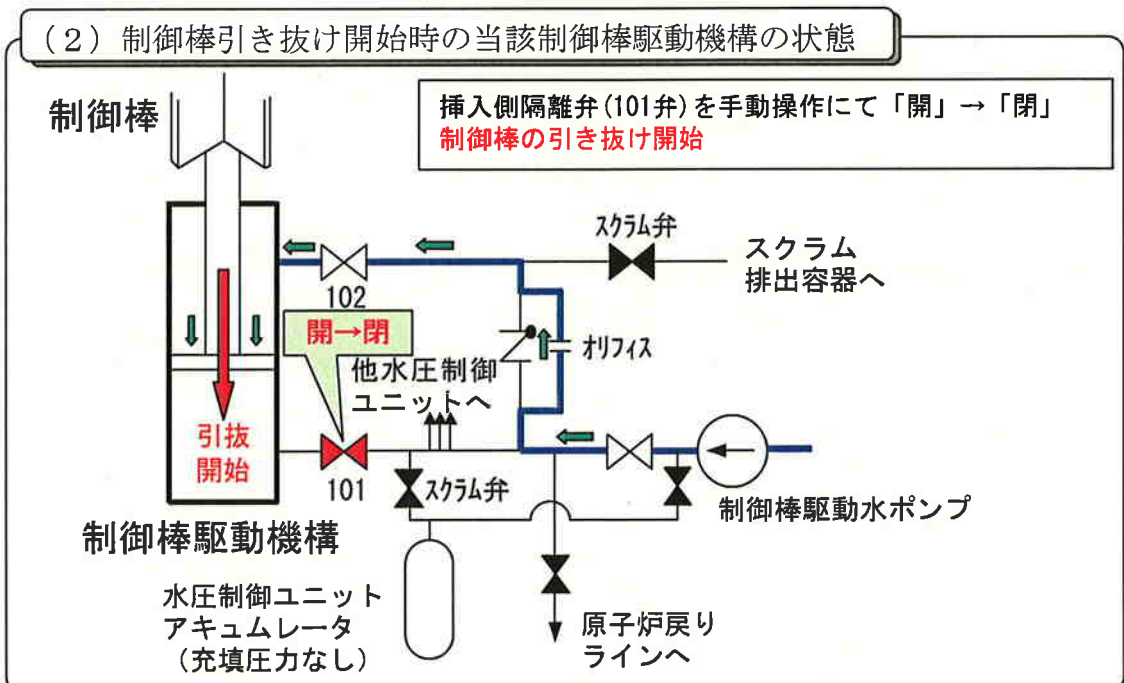 （２）制御棒引き抜け開始時の当該制御棒駆動機構の状態
制御棒
挿入側隔離弁(101弁)を手動操作にて「開」→「閉」
制御棒の引き抜け開始
ｽｸﾗﾑ弁
スクラム
排出容器へ
102
開→閉
他水圧制御
ユニットへ
ｵﾘﾌｨｽ
引抜
開始
101
ｽｸﾗﾑ弁
制御棒駆動水ポンプ
制御棒駆動機構
水圧制御ユニット
アキュムレータ
（充填圧力なし）
原子炉戻り
ラインへ